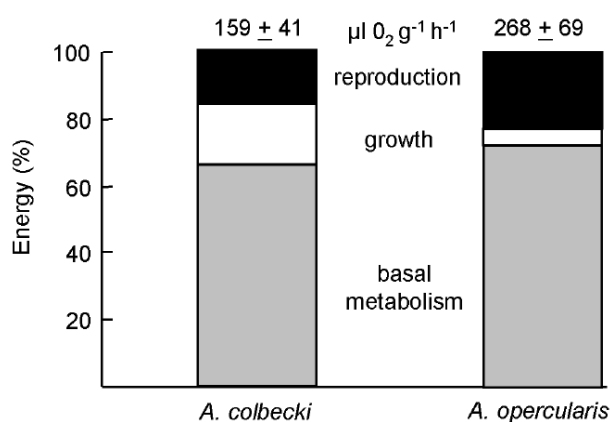 159 ± 41 µl 0₂ g⁻¹ h⁻¹ 268 ± 69
100
reproduction
80
growth
60
Energy (%)
40
basal
metabolism
20
A. colbecki A. opercularis